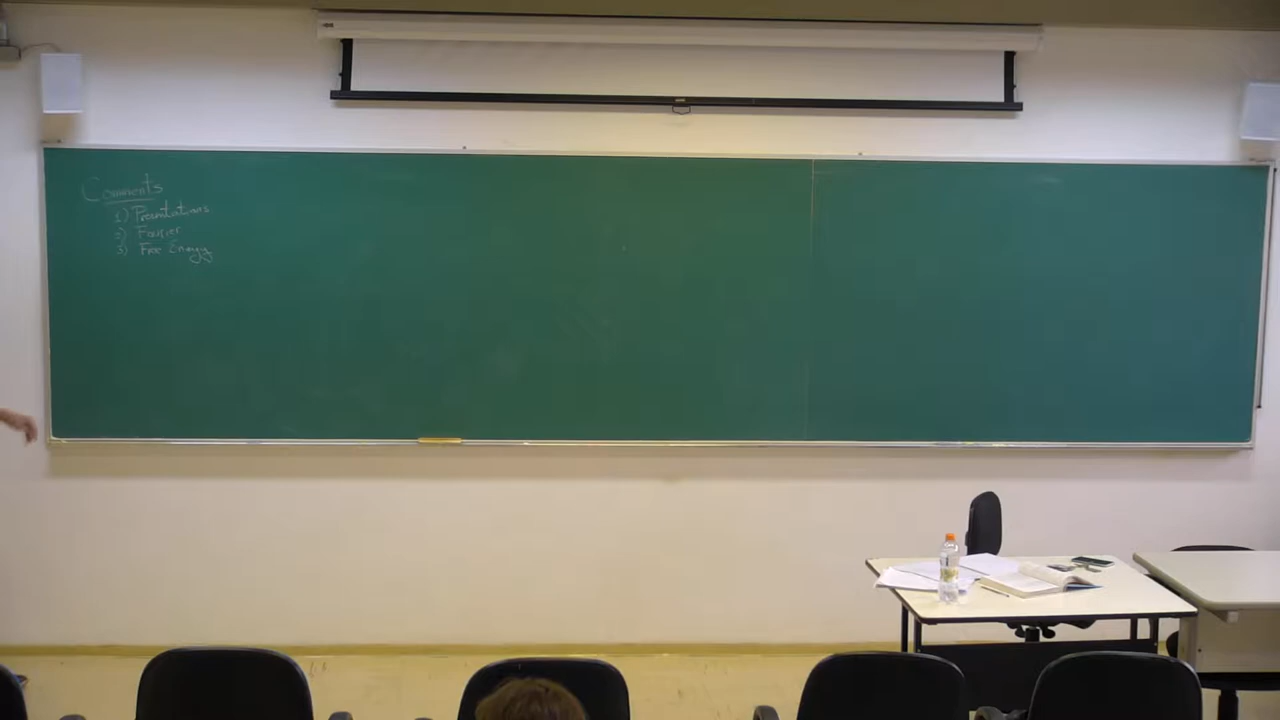 Comments
1) Presentations
2) Fourier
3) Free Energy